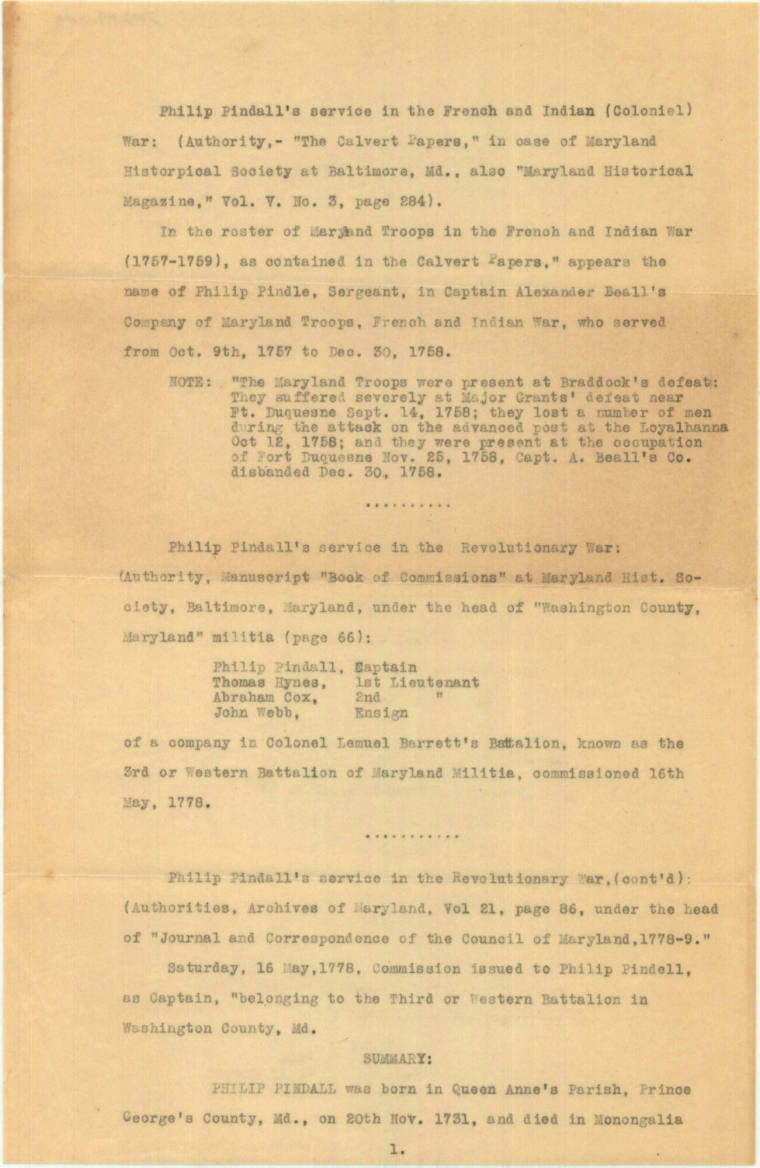 Philip Pindall's service in the French and Indian (Coloniel)
War: (Authority,- "The Calvert Papers," in case of Maryland
Historpical Society at Baltimore, Md., also "Maryland Historical
Magazine," Vol. V. No. 3, page 284).
In the roster of Maryland Troops in the French and Indian War
(1757-1759), as contained in the Calvert Papers," appears the
name of Philip Pindle, Sergeant, in Captain Alexander Beall's
Company of Maryland Troops, French and Indian War, who served
from Oct. 9th, 1757 to Dec. 30, 1758.
NOTE: "The Maryland Troops were present at Braddock's defeat:
They suffered severely at Major Grants' defeat near
Ft. Duquesne Sept. 14, 1758; they lost a number of men
during the attack on the advanced post at the Loyalhanna
Oct 12, 1758; and they were present at the occupation
of Fort Duquesne Nov. 25, 1758, Capt. A. Beall's Co.
disbanded Dec. 30, 1758.
..........
Philip Pindall's service in the Revolutionary War:
(Authority, Manuscript "Book of Commissions" at Maryland Hist. So-
ciety, Baltimore, Maryland, under the head of "Washington County,
Maryland" militia (page 66):
Philip Pindall, Captain
Thomas Hynes, 1st Lieutenant
Abraham Cox, 2nd "
John Webb, Ensign
of a company in Colonel Lemuel Barrett's Battalion, known as the
3rd or Western Battalion of Maryland Militia, commissioned 16th
May, 1778.
...........
Philip Pindall's service in the Revolutionary War,(cont'd):
(Authorities, Archives of Maryland, Vol 21, page 86, under the head
of "Journal and Correspondence of the Council of Maryland,1778-9."
Saturday, 16 May,1778, Commission issued to Philip Pindell,
as Captain, "belonging to the Third or Western Battalion in
Washington County, Md.
SUMMARY:
PHILIP PINDALL was born in Queen Anne's Parish, Prince
George's County, Md., on 20th Nov. 1731, and died in Monongalia
1.